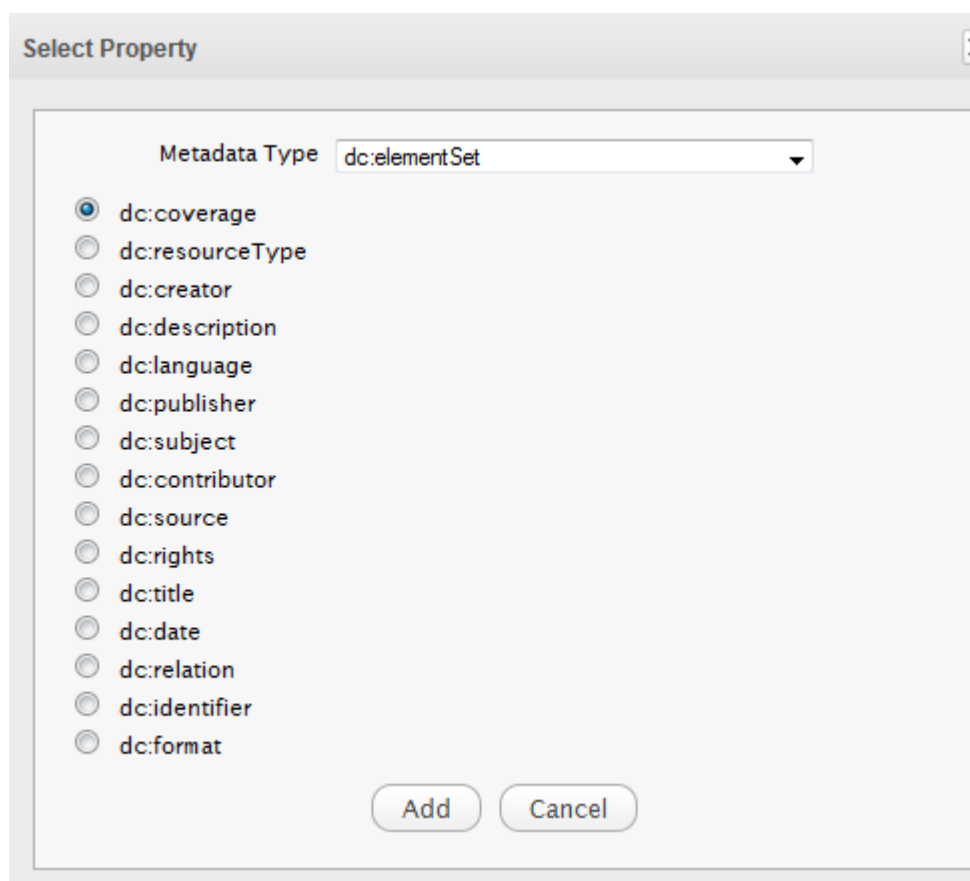 Select Property
Metadata Type dc:elementSet
dc:coverage
dc:resourceType
dc:creator
dc:description
dc:language
dc:publisher
dc:subject
dc:contributor
dc:source
dc:rights
dc:title
dc:date
dc:relation
dc:identifier
dc:format
Add Cancel